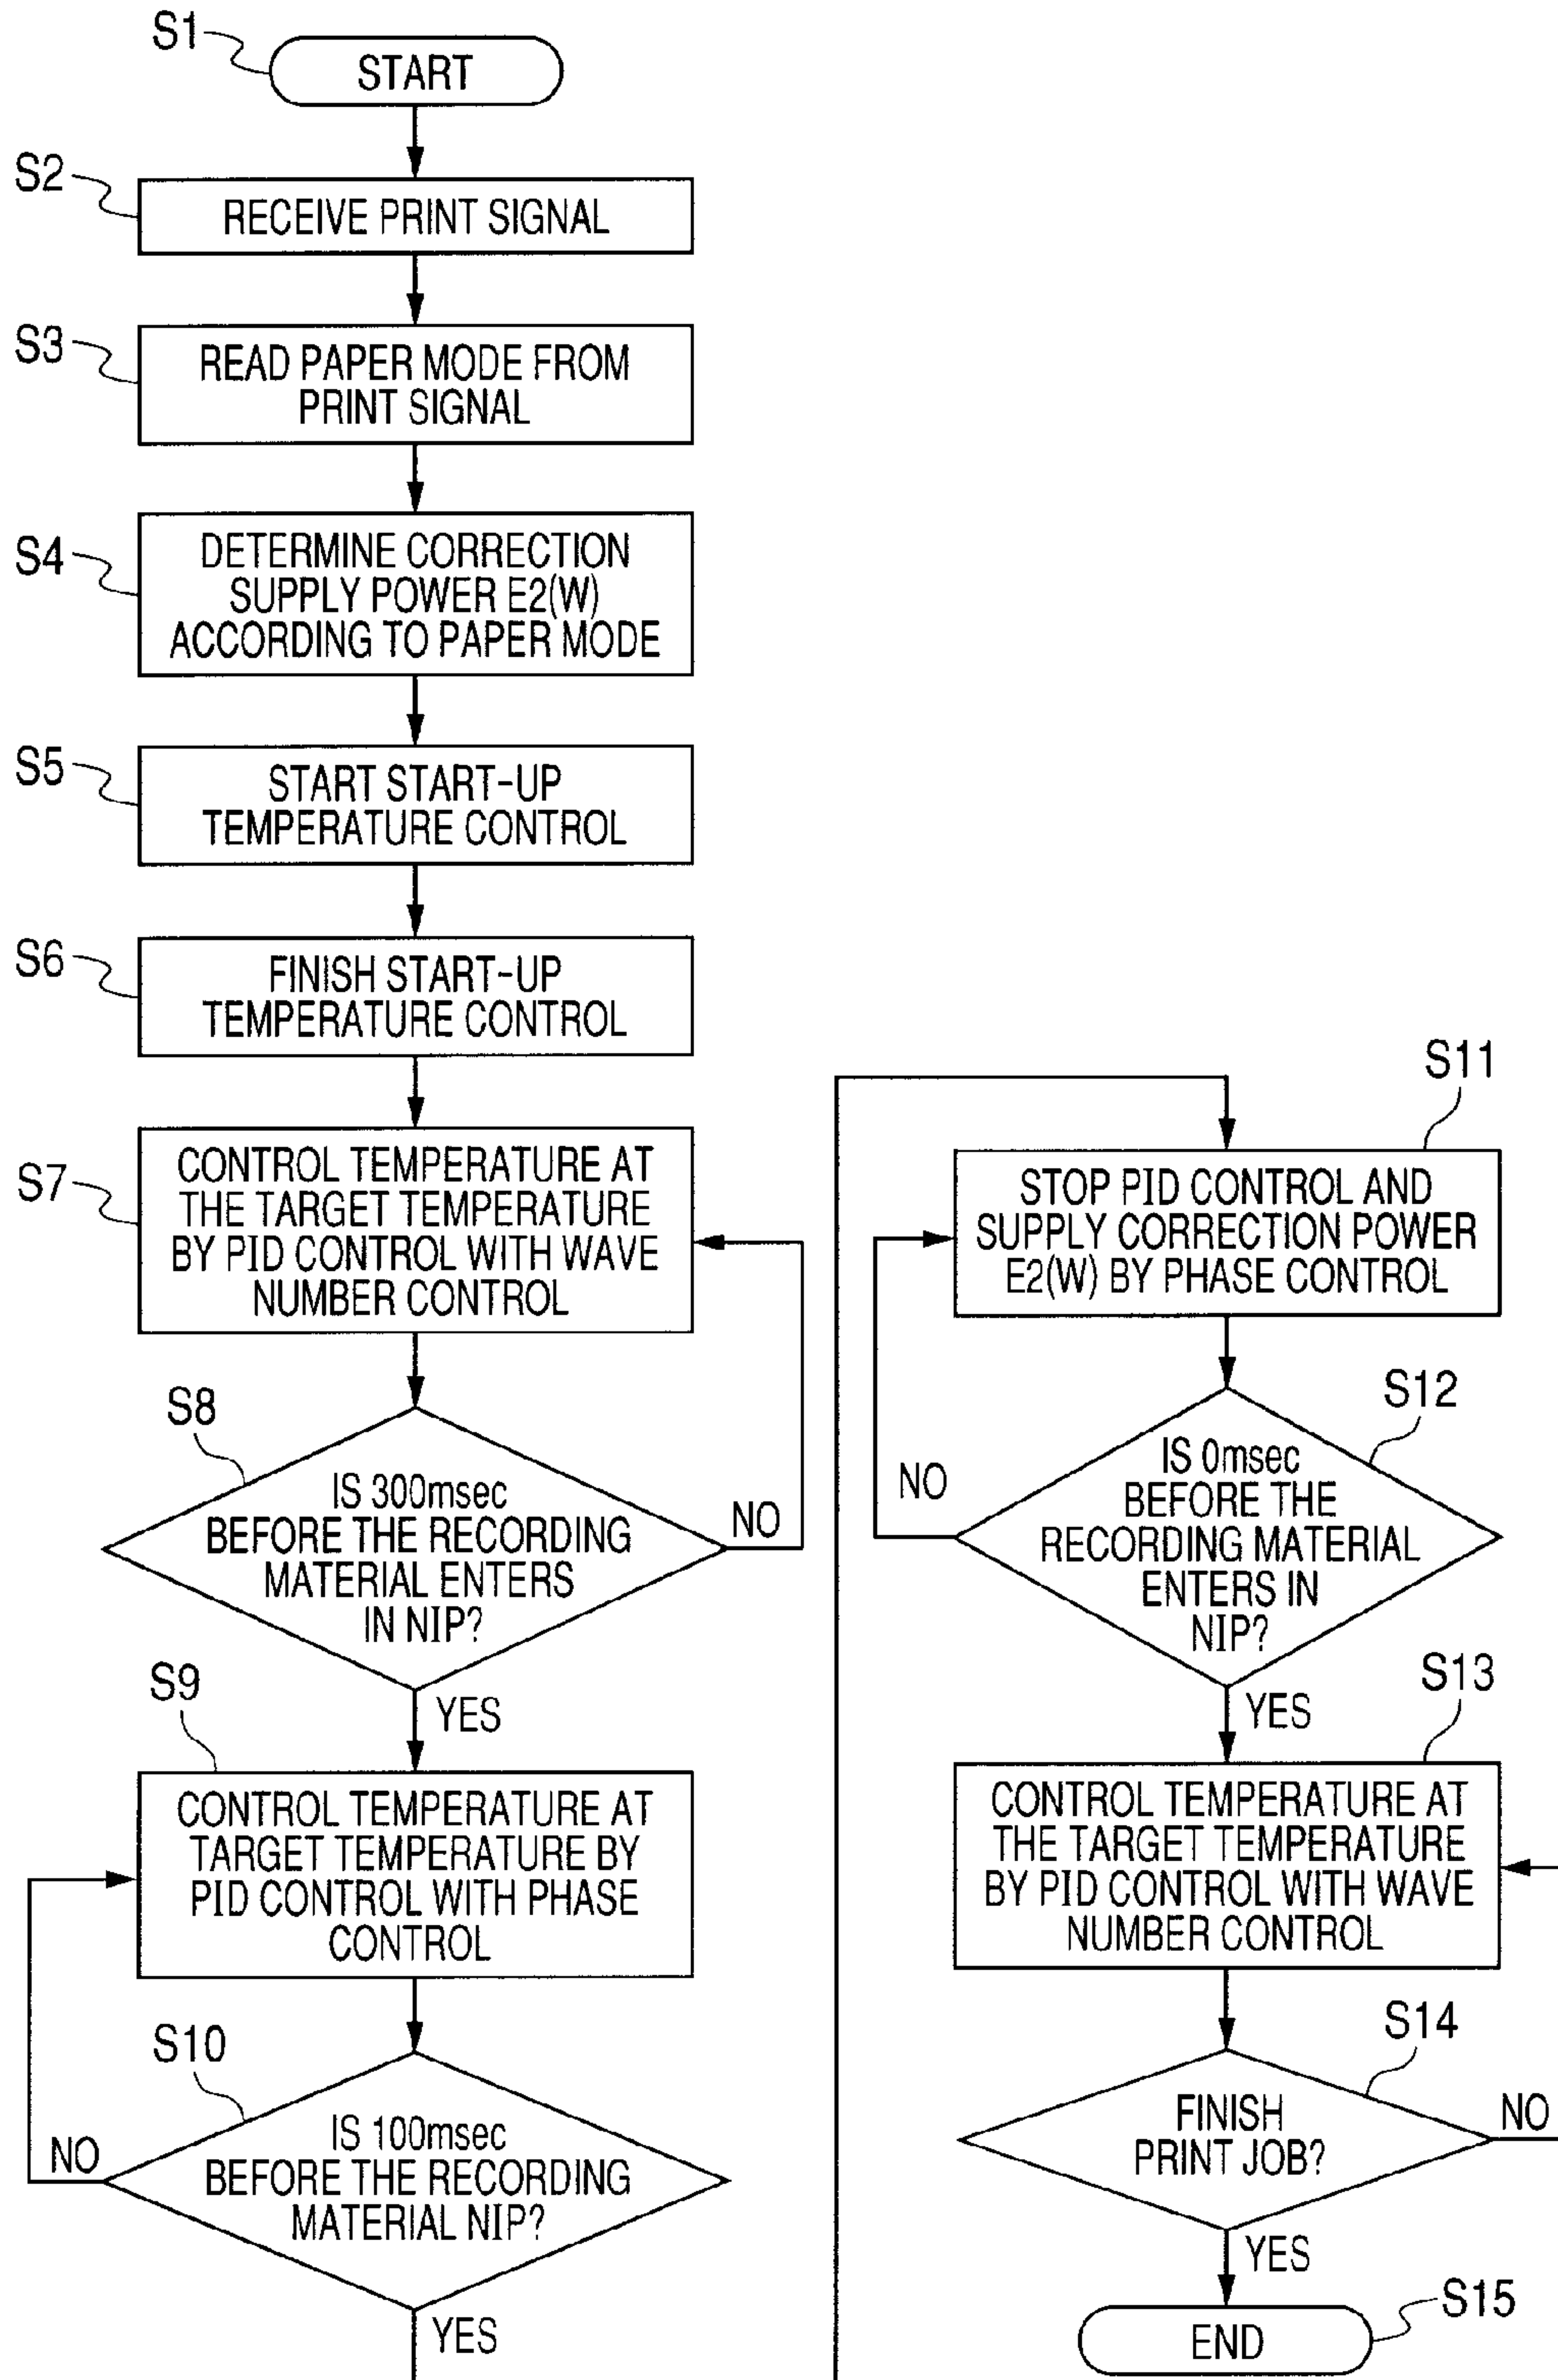 S1
START
S2
RECEIVE PRINT SIGNAL
S3
READ PAPER MODE FROM
PRINT SIGNAL
S4
DETERMINE CORRECTION
SUPPLY POWER E2(W)
ACCORDING TO PAPER MODE
S5
START START-UP
TEMPERATURE CONTROL
S6
FINISH START-UP
TEMPERATURE CONTROL
S7
CONTROL TEMPERATURE AT
THE TARGET TEMPERATURE
BY PID CONTROL WITH WAVE
NUMBER CONTROL
S8
IS 300msec
BEFORE THE RECORDING
MATERIAL ENTERS
IN NIP?
NO
YES
S9
CONTROL TEMPERATURE AT
TARGET TEMPERATURE BY
PID CONTROL WITH PHASE
CONTROL
S10
IS 100msec
BEFORE THE RECORDING
MATERIAL NIP?
NO
YES
S11
STOP PID CONTROL AND
SUPPLY CORRECTION POWER
E2(W) BY PHASE CONTROL
S12
IS 0msec
BEFORE THE
RECORDING MATERIAL
ENTERS IN
NIP?
NO
YES
S13
CONTROL TEMPERATURE AT
THE TARGET TEMPERATURE
BY PID CONTROL WITH WAVE
NUMBER CONTROL
S14
FINISH
PRINT JOB?
NO
YES
S15
END